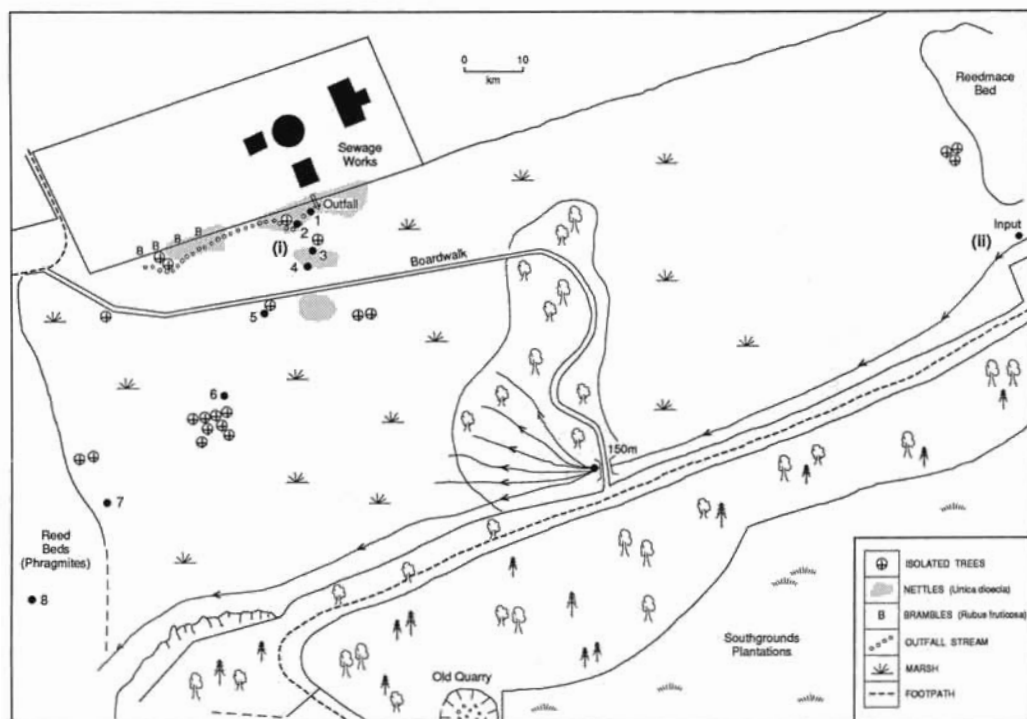 0 10
km
Reedmace
Bed
Sewage
Works
Outfall
1
2
B B B B
(i)
3
4
Input
(ii)
Boardwalk
5
6
150m
7
Reed
Beds
(Phragmites)
8
Old Quarry
Southgrounds
Plantations
ISOLATED TREES
NETTLES (Unica dioecia)
B BRAMBLES (Rubus fruticosa)
OUTFALL STREAM
MARSH
FOOTPATH